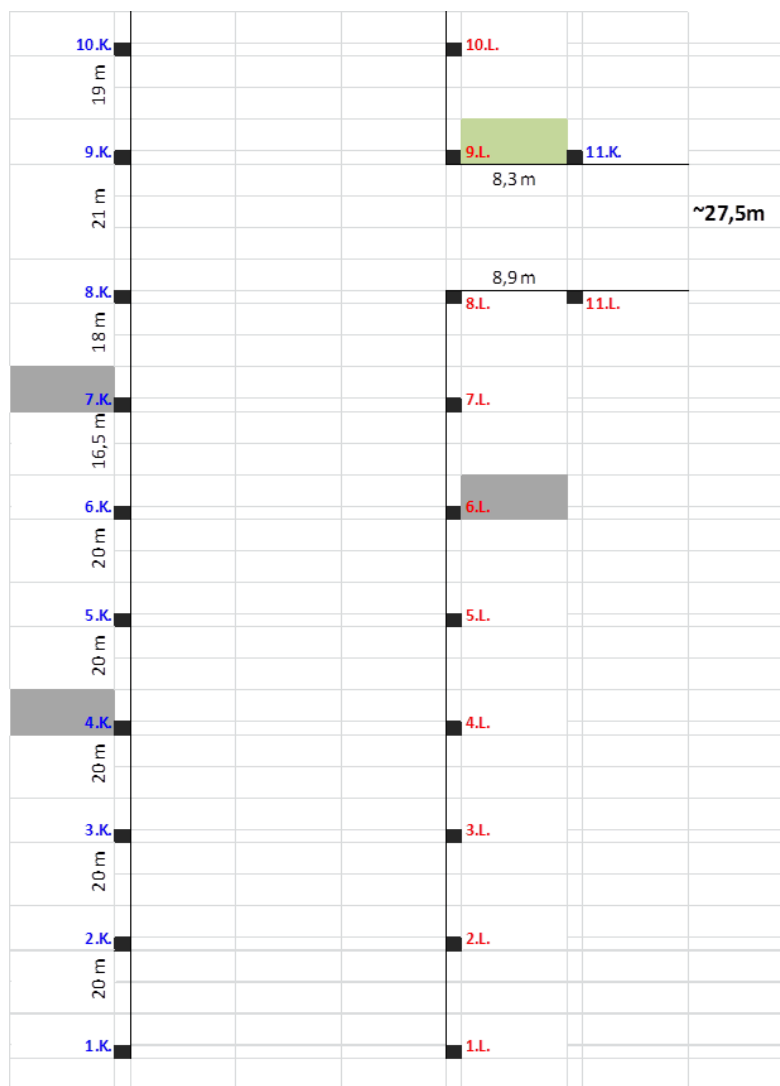 10.K. 10.L.
19 m
9.K. 9.L. 11.K.
8,3 m
21 m
~27,5m
8,9 m
8.K. 8.L. 11.L.
18 m
7.K. 7.L.
16,5 m
6.K. 6.L.
20 m
5.K. 5.L.
20 m
4.K. 4.L.
20 m
3.K. 3.L.
20 m
2.K. 2.L.
20 m
1.K. 1.L.